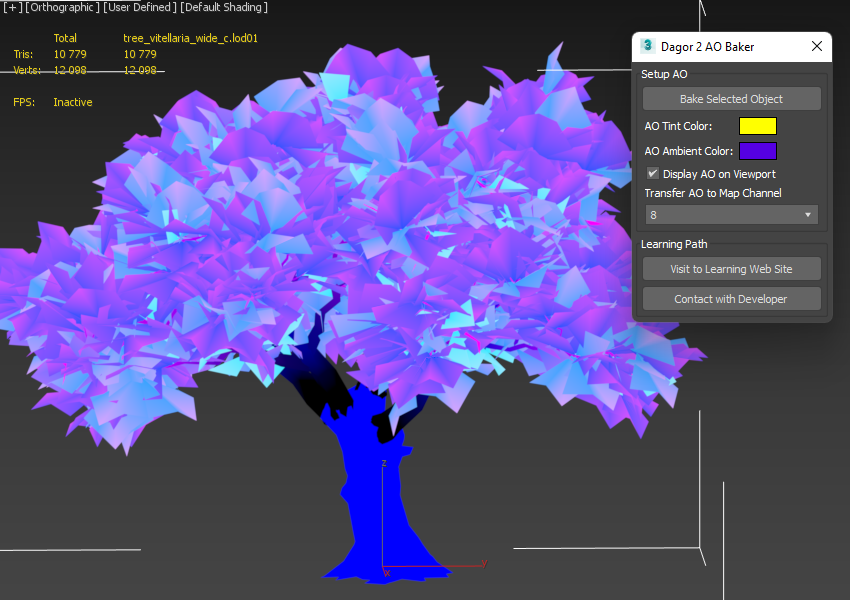 [+] [Orthographic ] [User Defined ] [Default Shading ]
Total tree_vitellaria_wide_c.lod01
Tris: 10 779 10 779
Verts: 12 098 12 098
FPS: Inactive
3 Dagor 2 AO Baker
Setup AO
Bake Selected Object
AO Tint Color:
AO Ambient Color:
Display AO on Viewport
Transfer AO to Map Channel
8
Learning Path
Visit to Learning Web Site
Contact with Developer
z
y
x